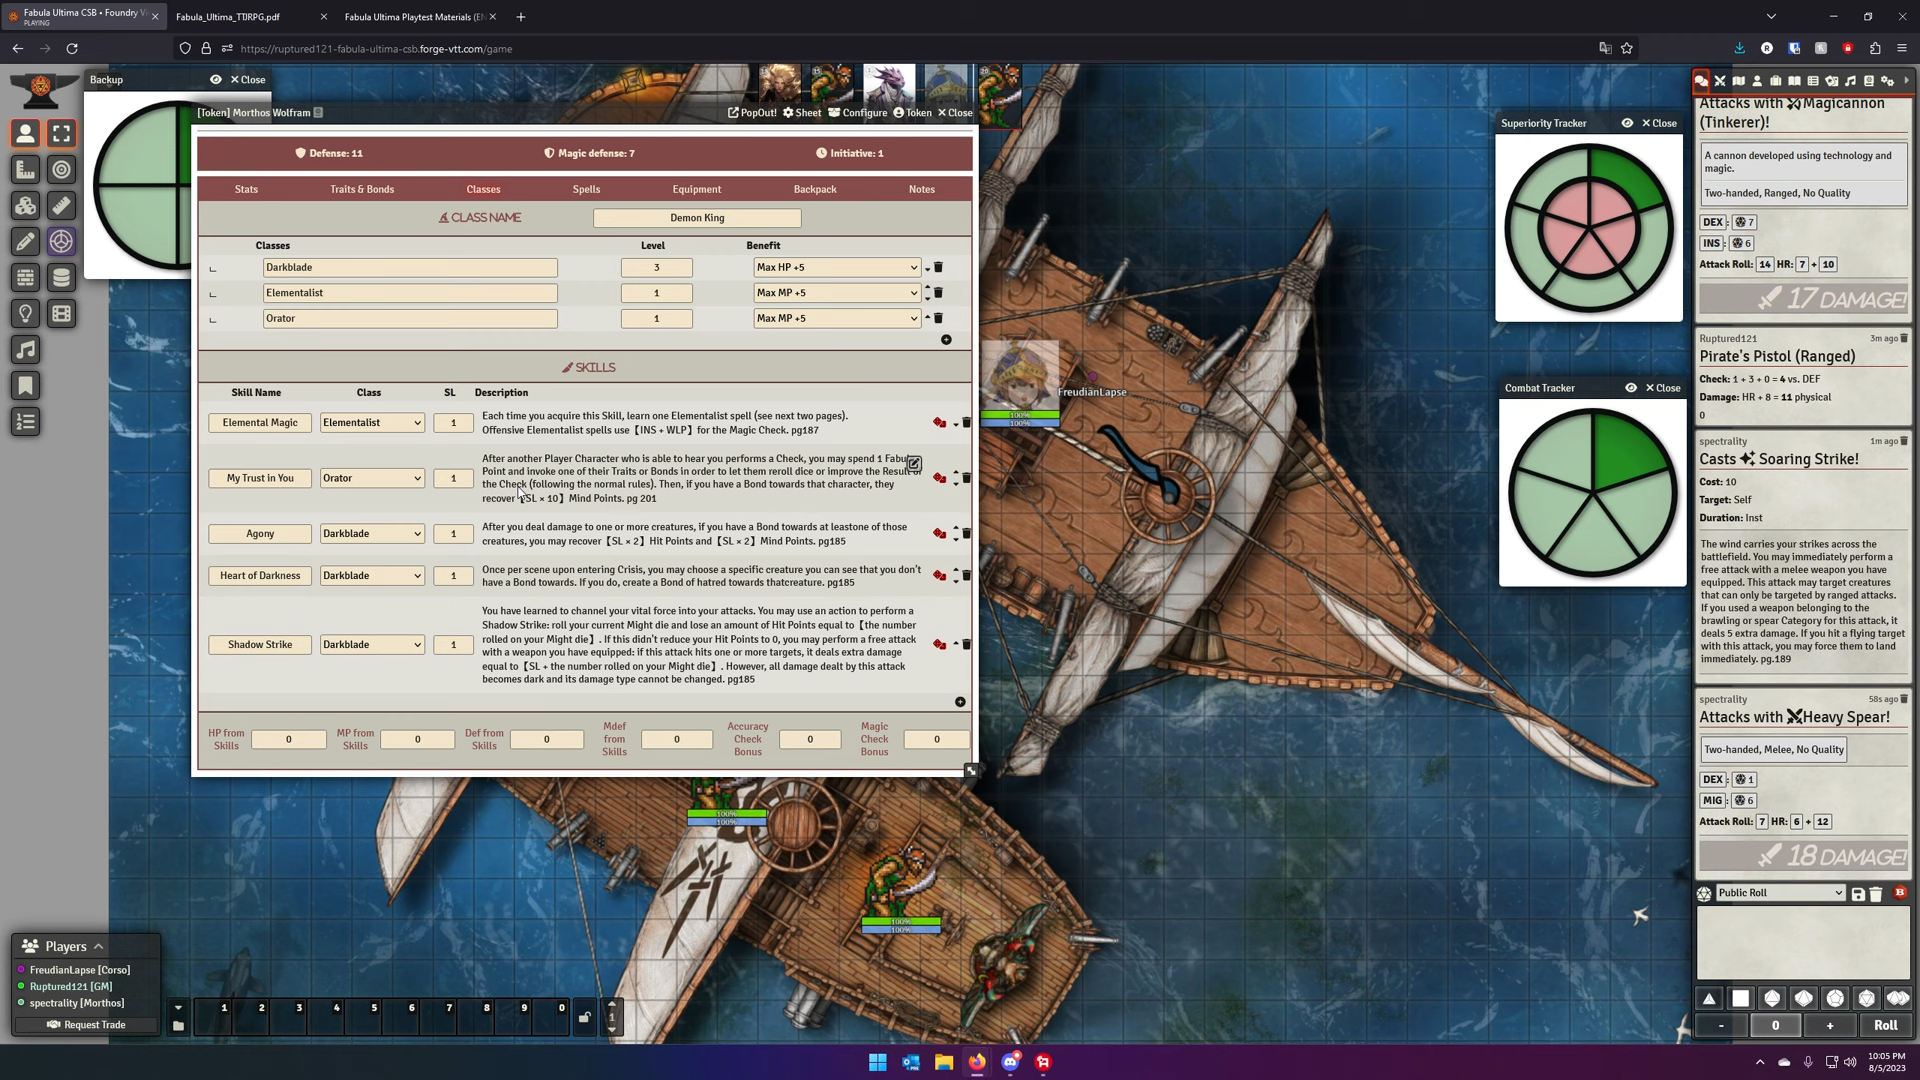 Fabula Ultima CSB • Foundry Vi
PLAYING
Fabula_Ultima_TTJRPG.pdf
Fabula Ultima Playtest Materials (EN
https://ruptured121-fabula-ultima-csb.forge-vtt.com/game
Backup
Close
[Token] Morthos Wolfram
PopOut!
Sheet
Configure
Token
Close
Defense: 11
Magic defense: 7
Initiative: 1
Stats
Traits & Bonds
Classes
Spells
Equipment
Backpack
Notes
CLASS NAME
Demon King
Classes
Level
Benefit
Darkblade
3
Max HP +5
Elementalist
1
Max MP +5
Orator
1
Max MP +5
SKILLS
Skill Name
Class
SL
Description
Elemental Magic
Elementalist
1
Each time you acquire this Skill, learn one Elementalist spell (see next two pages).
Offensive Elementalist spells use【INS + WLP】for the Magic Check. pg187
My Trust in You
Orator
1
After another Player Character who is able to hear you performs a Check, you may spend 1 Fabu
Point and invoke one of their Traits or Bonds in order to let them reroll dice or improve the Result of
the Check (following the normal rules). Then, if you have a Bond towards that character, they
recover【SL × 10】Mind Points. pg 201
Agony
Darkblade
1
After you deal damage to one or more creatures, if you have a Bond towards at leastone of those
creatures, you may recover【SL × 2】Hit Points and【SL × 2】Mind Points. pg185
Heart of Darkness
Darkblade
1
Once per scene upon entering Crisis, you may choose a specific creature you can see that you don't
have a Bond towards. If you do, create a Bond of hatred towards thatcreature. pg185
Shadow Strike
Darkblade
1
You have learned to channel your vital force into your attacks. You may use an action to perform a
Shadow Strike: roll your current Might die and lose an amount of Hit Points equal to【the number
rolled on your Might die】. If this didn't reduce your Hit Points to 0, you may perform a free attack
with a weapon you have equipped: if this attack hits one or more targets, it deals extra damage
equal to【SL + the number rolled on your Might die】. However, all damage dealt by this attack
becomes dark and its damage type cannot be changed. pg185
HP from Skills
0
MP from Skills
0
Def from Skills
0
Mdef from Skills
0
Accuracy Check Bonus
0
Magic Check Bonus
0
FreudianLapse
100%
100%
100%
100%
100%
100%
Superiority Tracker
Close
Combat Tracker
Close
Attacks with Magicannon
(Tinkerer)!
A cannon developed using technology and
magic.
Two-handed, Ranged, No Quality
DEX: 7
INS: 6
Attack Roll: 14 HR: 7 + 10
17 DAMAGE!
Ruptured121
3m ago
Pirate's Pistol (Ranged)
Check: 1 + 3 + 0 = 4 vs. DEF
Damage: HR + 8 = 11 physical
0
spectrality
1m ago
Casts Soaring Strike!
Cost: 10
Target: Self
Duration: Inst
The wind carries your strikes across the
battlefield. You may immediately perform a
free attack with a melee weapon you have
equipped. This attack may target creatures
that can only be targeted by ranged attacks.
If you used a weapon belonging to the
brawling or spear Category for this attack, it
deals 5 extra damage. If you hit a flying target
with this attack, you may force them to land
immediately. pg.189
spectrality
58s ago
Attacks with Heavy Spear!
Two-handed, Melee, No Quality
DEX: 1
MIG: 6
Attack Roll: 7 HR: 6 + 12
18 DAMAGE!
Public Roll
- 0 + Roll
Players
FreudianLapse [Corso]
Ruptured121 [GM]
spectrality [Morthos]
Request Trade
1 2 3 4 5 6 7 8 9 0
1
10:05 PM
8/5/2023